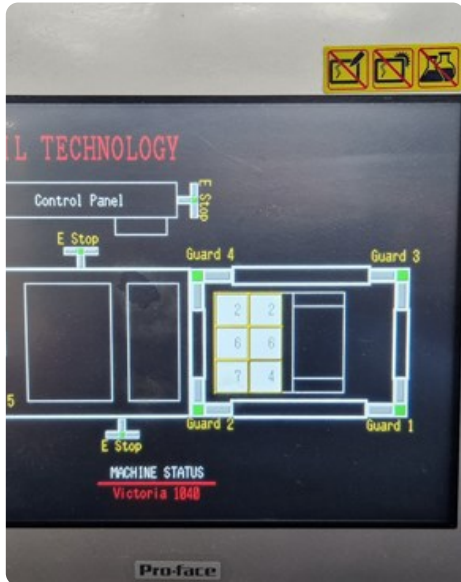 IL TECHNOLOGY
Control Panel
E
Stop
E Stop
Guard 4
Guard 3
2 2
6 6
7 4
5
Guard 2
Guard 1
E Stop
MACHINE STATUS
Victoria 1040
Pro-face